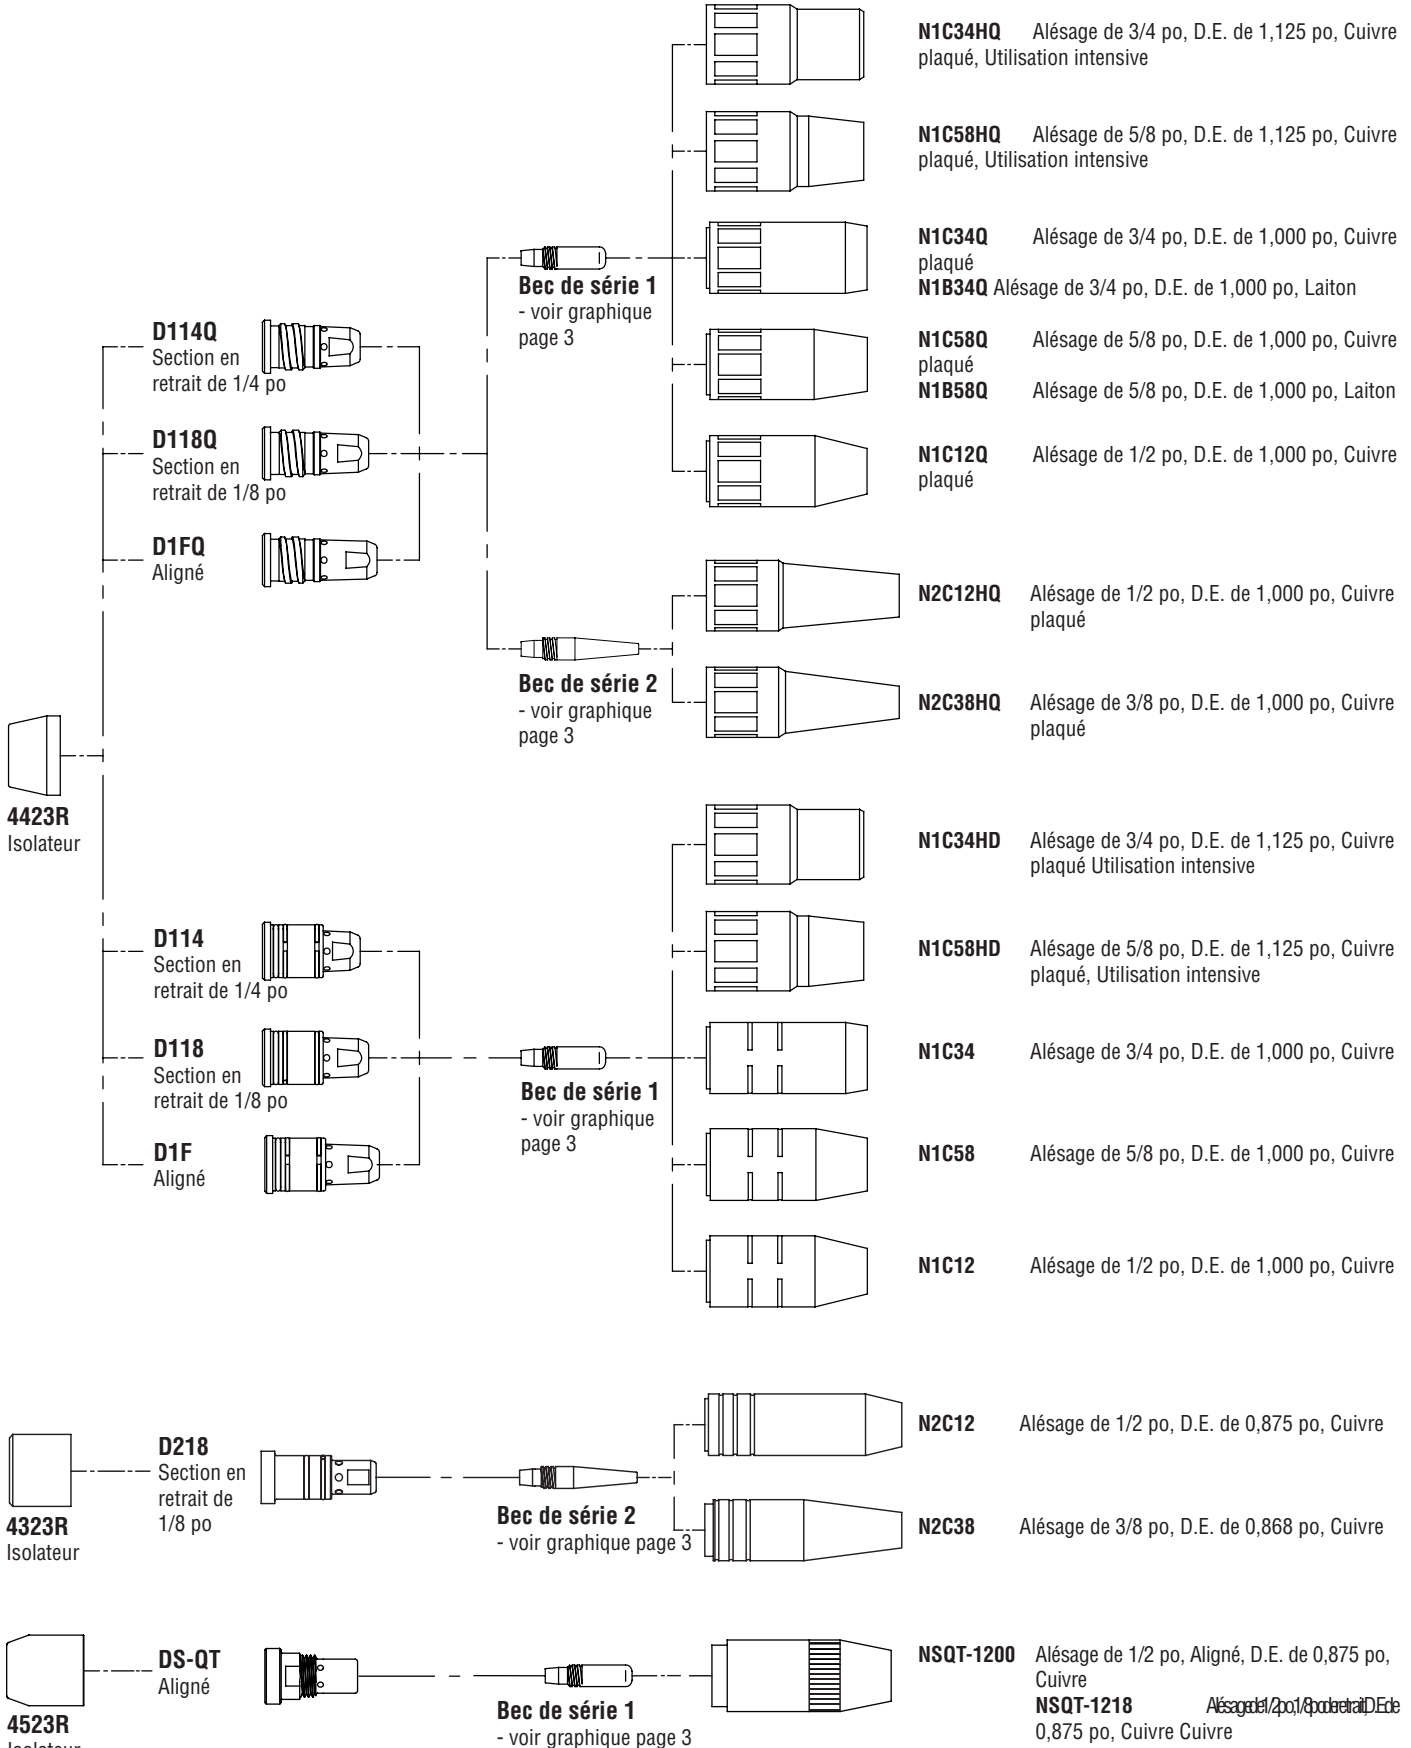 N1C34HQ Alésage de 3/4 po, D.E. de 1,125 po, Cuivre
plaqué, Utilisation intensive
N1C58HQ Alésage de 5/8 po, D.E. de 1,125 po, Cuivre
plaqué, Utilisation intensive
N1C34Q Alésage de 3/4 po, D.E. de 1,000 po, Cuivre
plaqué
N1B34Q Alésage de 3/4 po, D.E. de 1,000 po, Laiton
Bec de série 1
- voir graphique
page 3
D114Q
Section en
retrait de 1/4 po
N1C58Q Alésage de 5/8 po, D.E. de 1,000 po, Cuivre
plaqué
N1B58Q Alésage de 5/8 po, D.E. de 1,000 po, Laiton
D118Q
Section en
retrait de 1/8 po
N1C12Q Alésage de 1/2 po, D.E. de 1,000 po, Cuivre
plaqué
D1FQ
Aligné
N2C12HQ Alésage de 1/2 po, D.E. de 1,000 po, Cuivre
plaqué
Bec de série 2
- voir graphique
page 3
N2C38HQ Alésage de 3/8 po, D.E. de 1,000 po, Cuivre
plaqué
4423R
Isolateur
N1C34HD Alésage de 3/4 po, D.E. de 1,125 po, Cuivre
plaqué Utilisation intensive
D114
Section en
retrait de 1/4 po
N1C58HD Alésage de 5/8 po, D.E. de 1,125 po, Cuivre
plaqué, Utilisation intensive
D118
Section en
retrait de 1/8 po
N1C34 Alésage de 3/4 po, D.E. de 1,000 po, Cuivre
Bec de série 1
- voir graphique
page 3
D1F
Aligné
N1C58 Alésage de 5/8 po, D.E. de 1,000 po, Cuivre
N1C12 Alésage de 1/2 po, D.E. de 1,000 po, Cuivre
N2C12 Alésage de 1/2 po, D.E. de 0,875 po, Cuivre
D218
Section en
retrait de
1/8 po
4323R
Isolateur
Bec de série 2
- voir graphique page 3
N2C38 Alésage de 3/8 po, D.E. de 0,868 po, Cuivre
DS-QT
Aligné
NSQT-1200 Alésage de 1/2 po, Aligné, D.E. de 0,875 po,
Cuivre
NSQT-1218 Alésage de 1/2 po, 1/8 po de retrait, D.E. de
0,875 po, Cuivre Cuivre
4523R
Isolateur
Bec de série 1
- voir graphique page 3